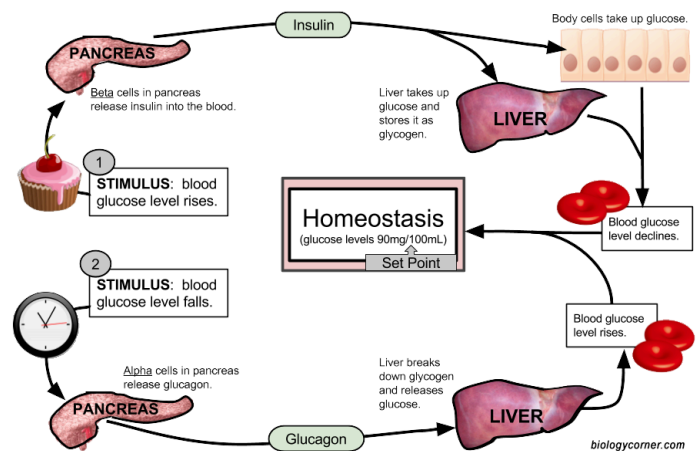 Insulin
Body cells take up glucose.
PANCREAS
Beta cells in pancreas
release insulin into the blood.
Liver takes up
glucose and
stores it as
glycogen.
LIVER
1
STIMULUS: blood
glucose level rises.
Homeostasis
(glucose levels 90mg/100mL)
Set Point
Blood glucose
level declines.
2
STIMULUS: blood
glucose level falls.
Blood glucose
level rises.
Alpha cells in pancreas
release glucagon.
PANCREAS
Liver breaks
down glycogen
and releases
glucose.
LIVER
Glucagon
biologycorner.com